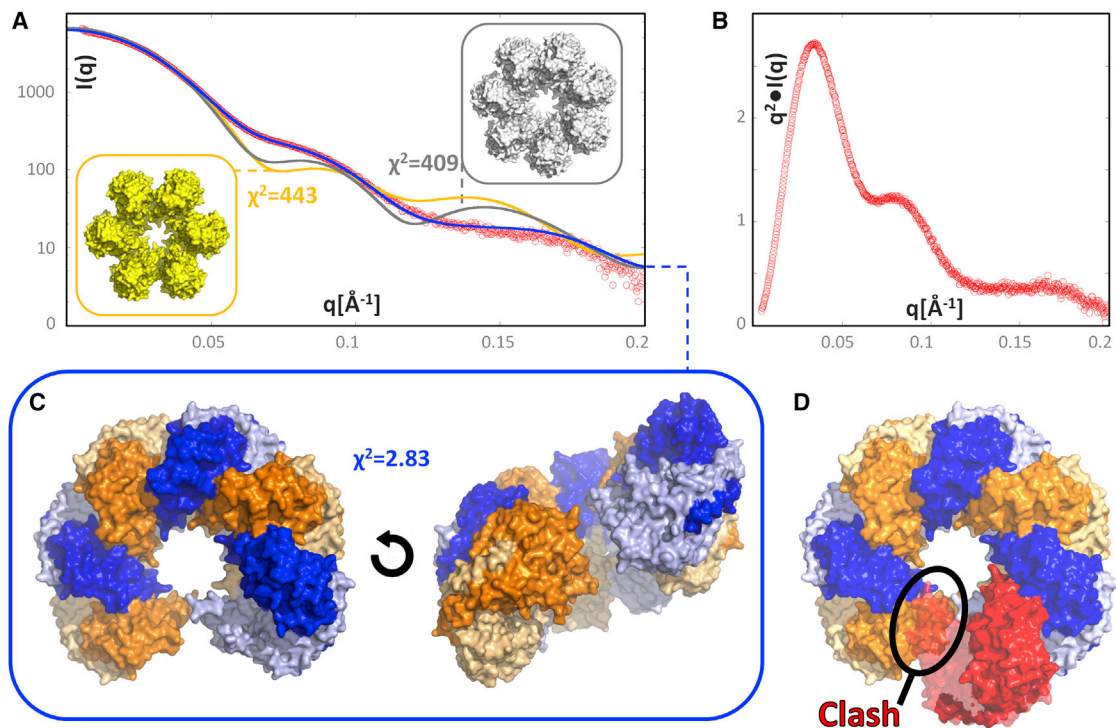 A
I(q)
1000
100
10
0
χ²=409
χ²=443
q[Å⁻¹]
0.05
0.1
0.15
0.2
B
q²●I(q)
2
1
0
q[Å⁻¹]
0.05
0.1
0.15
0.2
C
χ²=2.83
D
Clash